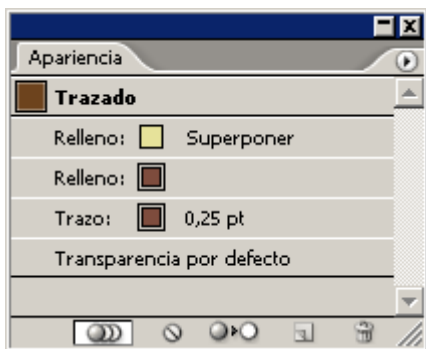 Apariencia
Trazado
Relleno: Superponer
Relleno:
Trazo: 0,25 pt
Transparencia por defecto